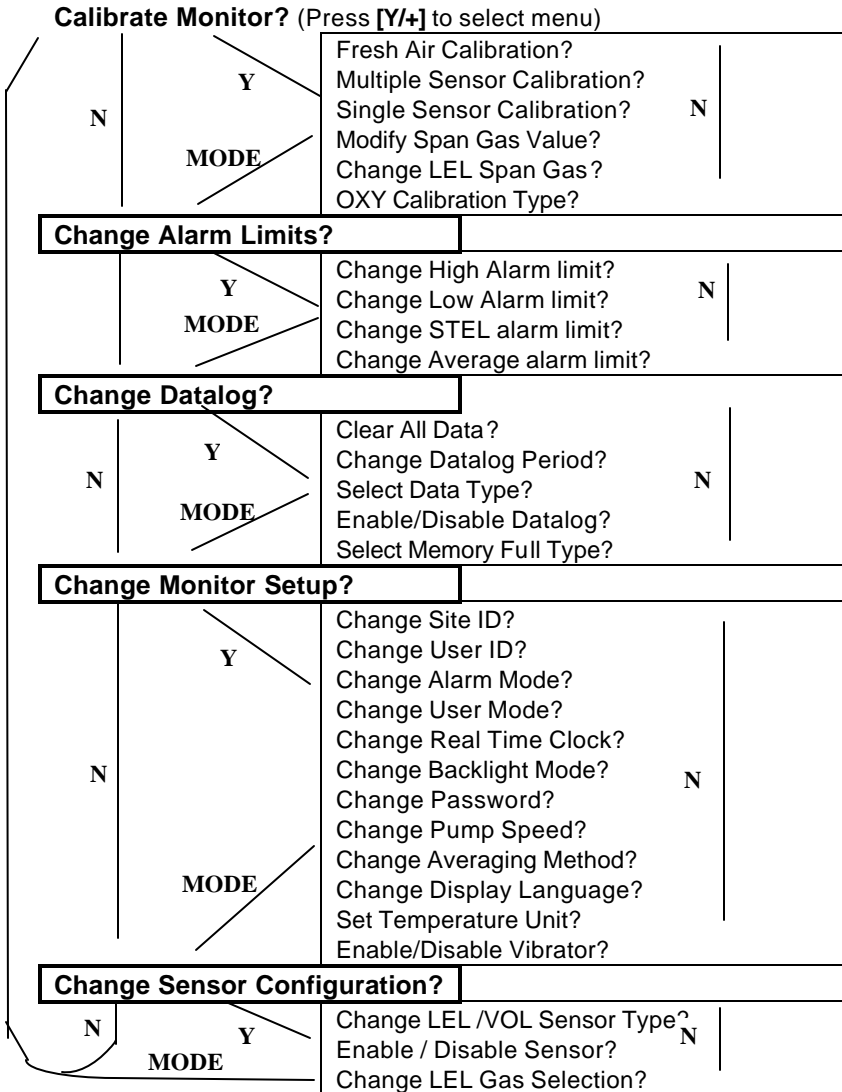 Calibrate Monitor? (Press [Y/+] to select menu)
Fresh Air Calibration?
Y
Multiple Sensor Calibration?
N
Single Sensor Calibration?
N
Modify Span Gas Value?
MODE
Change LEL Span Gas?
OXY Calibration Type?
Change Alarm Limits?
Change High Alarm limit?
Y
Change Low Alarm limit?
N
MODE
Change STEL alarm limit?
Change Average alarm limit?
Change Datalog?
Clear All Data?
Y
Change Datalog Period?
N
Select Data Type?
N
MODE
Enable/Disable Datalog?
Select Memory Full Type?
Change Monitor Setup?
Change Site ID?
Y
Change User ID?
Change Alarm Mode?
Change User Mode?
Change Real Time Clock?
N
Change Backlight Mode?
N
Change Password?
Change Pump Speed?
Change Averaging Method?
MODE
Change Display Language?
Set Temperature Unit?
Enable/Disable Vibrator?
Change Sensor Configuration?
N
Change LEL /VOL Sensor Type?
N
Y
Enable / Disable Sensor?
MODE
Change LEL Gas Selection?